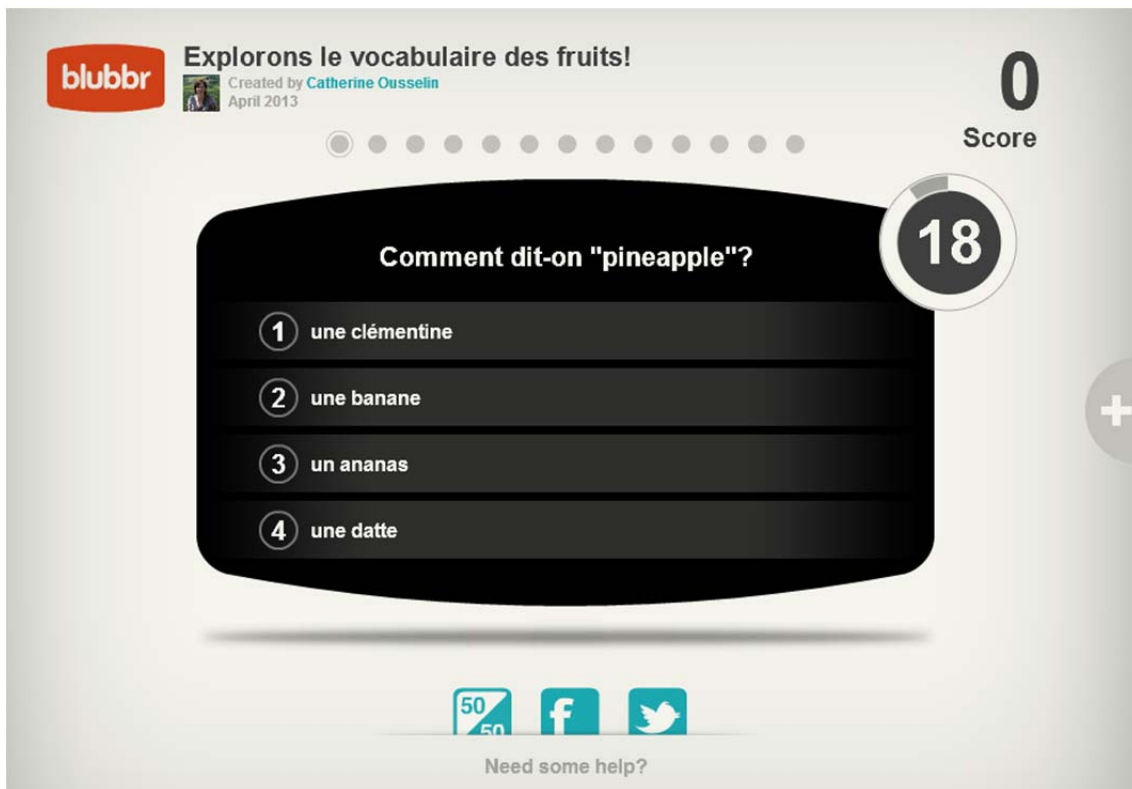 blubbr
Explorons le vocabulaire des fruits!
Created by Catherine Ousselin
April 2013
0
Score
18
Comment dit-on "pineapple"?
1 une clémentine
2 une banane
3 un ananas
4 une datte
50
50
f
Need some help?